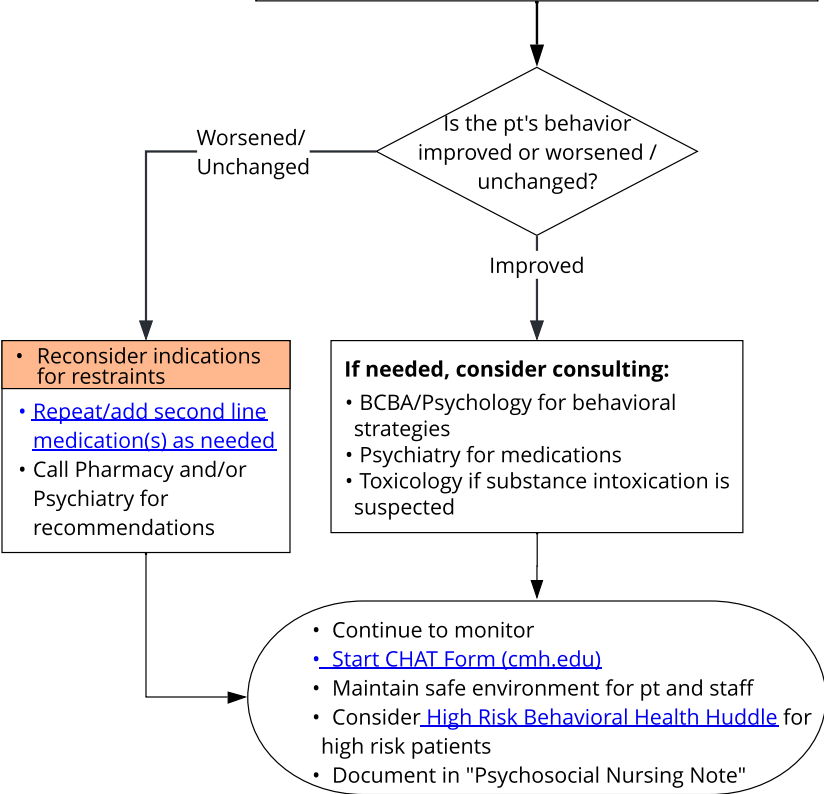 Is the pt's behavior
improved or worsened /
unchanged?
Worsened/
Unchanged
Improved
• Reconsider indications
for restraints
• Repeat/add second line
medication(s) as needed
• Call Pharmacy and/or
Psychiatry for
recommendations
If needed, consider consulting:
• BCBA/Psychology for behavioral
strategies
• Psychiatry for medications
• Toxicology if substance intoxication is
suspected
• Continue to monitor
• Start CHAT Form (cmh.edu)
• Maintain safe environment for pt and staff
• Consider High Risk Behavioral Health Huddle for
high risk patients
• Document in "Psychosocial Nursing Note"